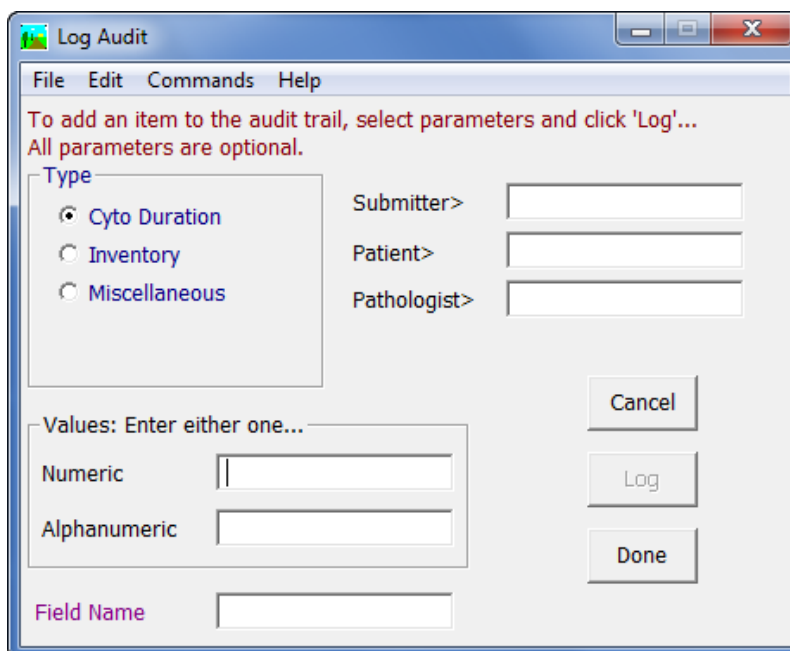 Log Audit
File Edit Commands Help
To add an item to the audit trail, select parameters and click 'Log'...
All parameters are optional.
Type
Cyto Duration
Inventory
Miscellaneous
Submitter>
Patient>
Pathologist>
Values: Enter either one...
Numeric
Alphanumeric
Field Name
Cancel
Log
Done